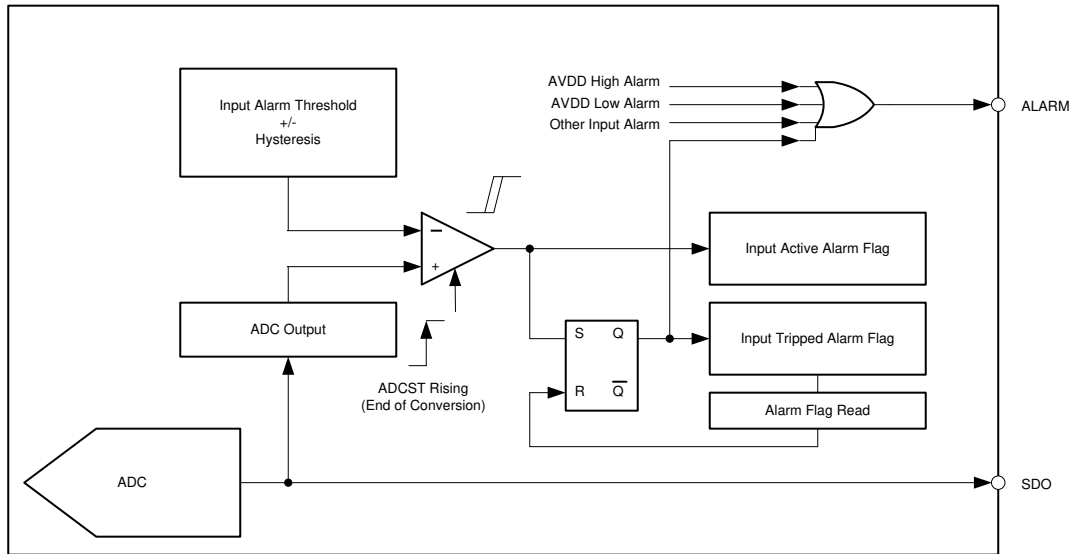 AVDD High Alarm
AVDD Low Alarm
Other Input Alarm
ALARM
Input Alarm Threshold
+/-
Hysteresis
−
+
Input Active Alarm Flag
ADC Output
S Q
R Q̅
Input Tripped Alarm Flag
ADCST Rising
(End of Conversion)
Alarm Flag Read
ADC
SDO